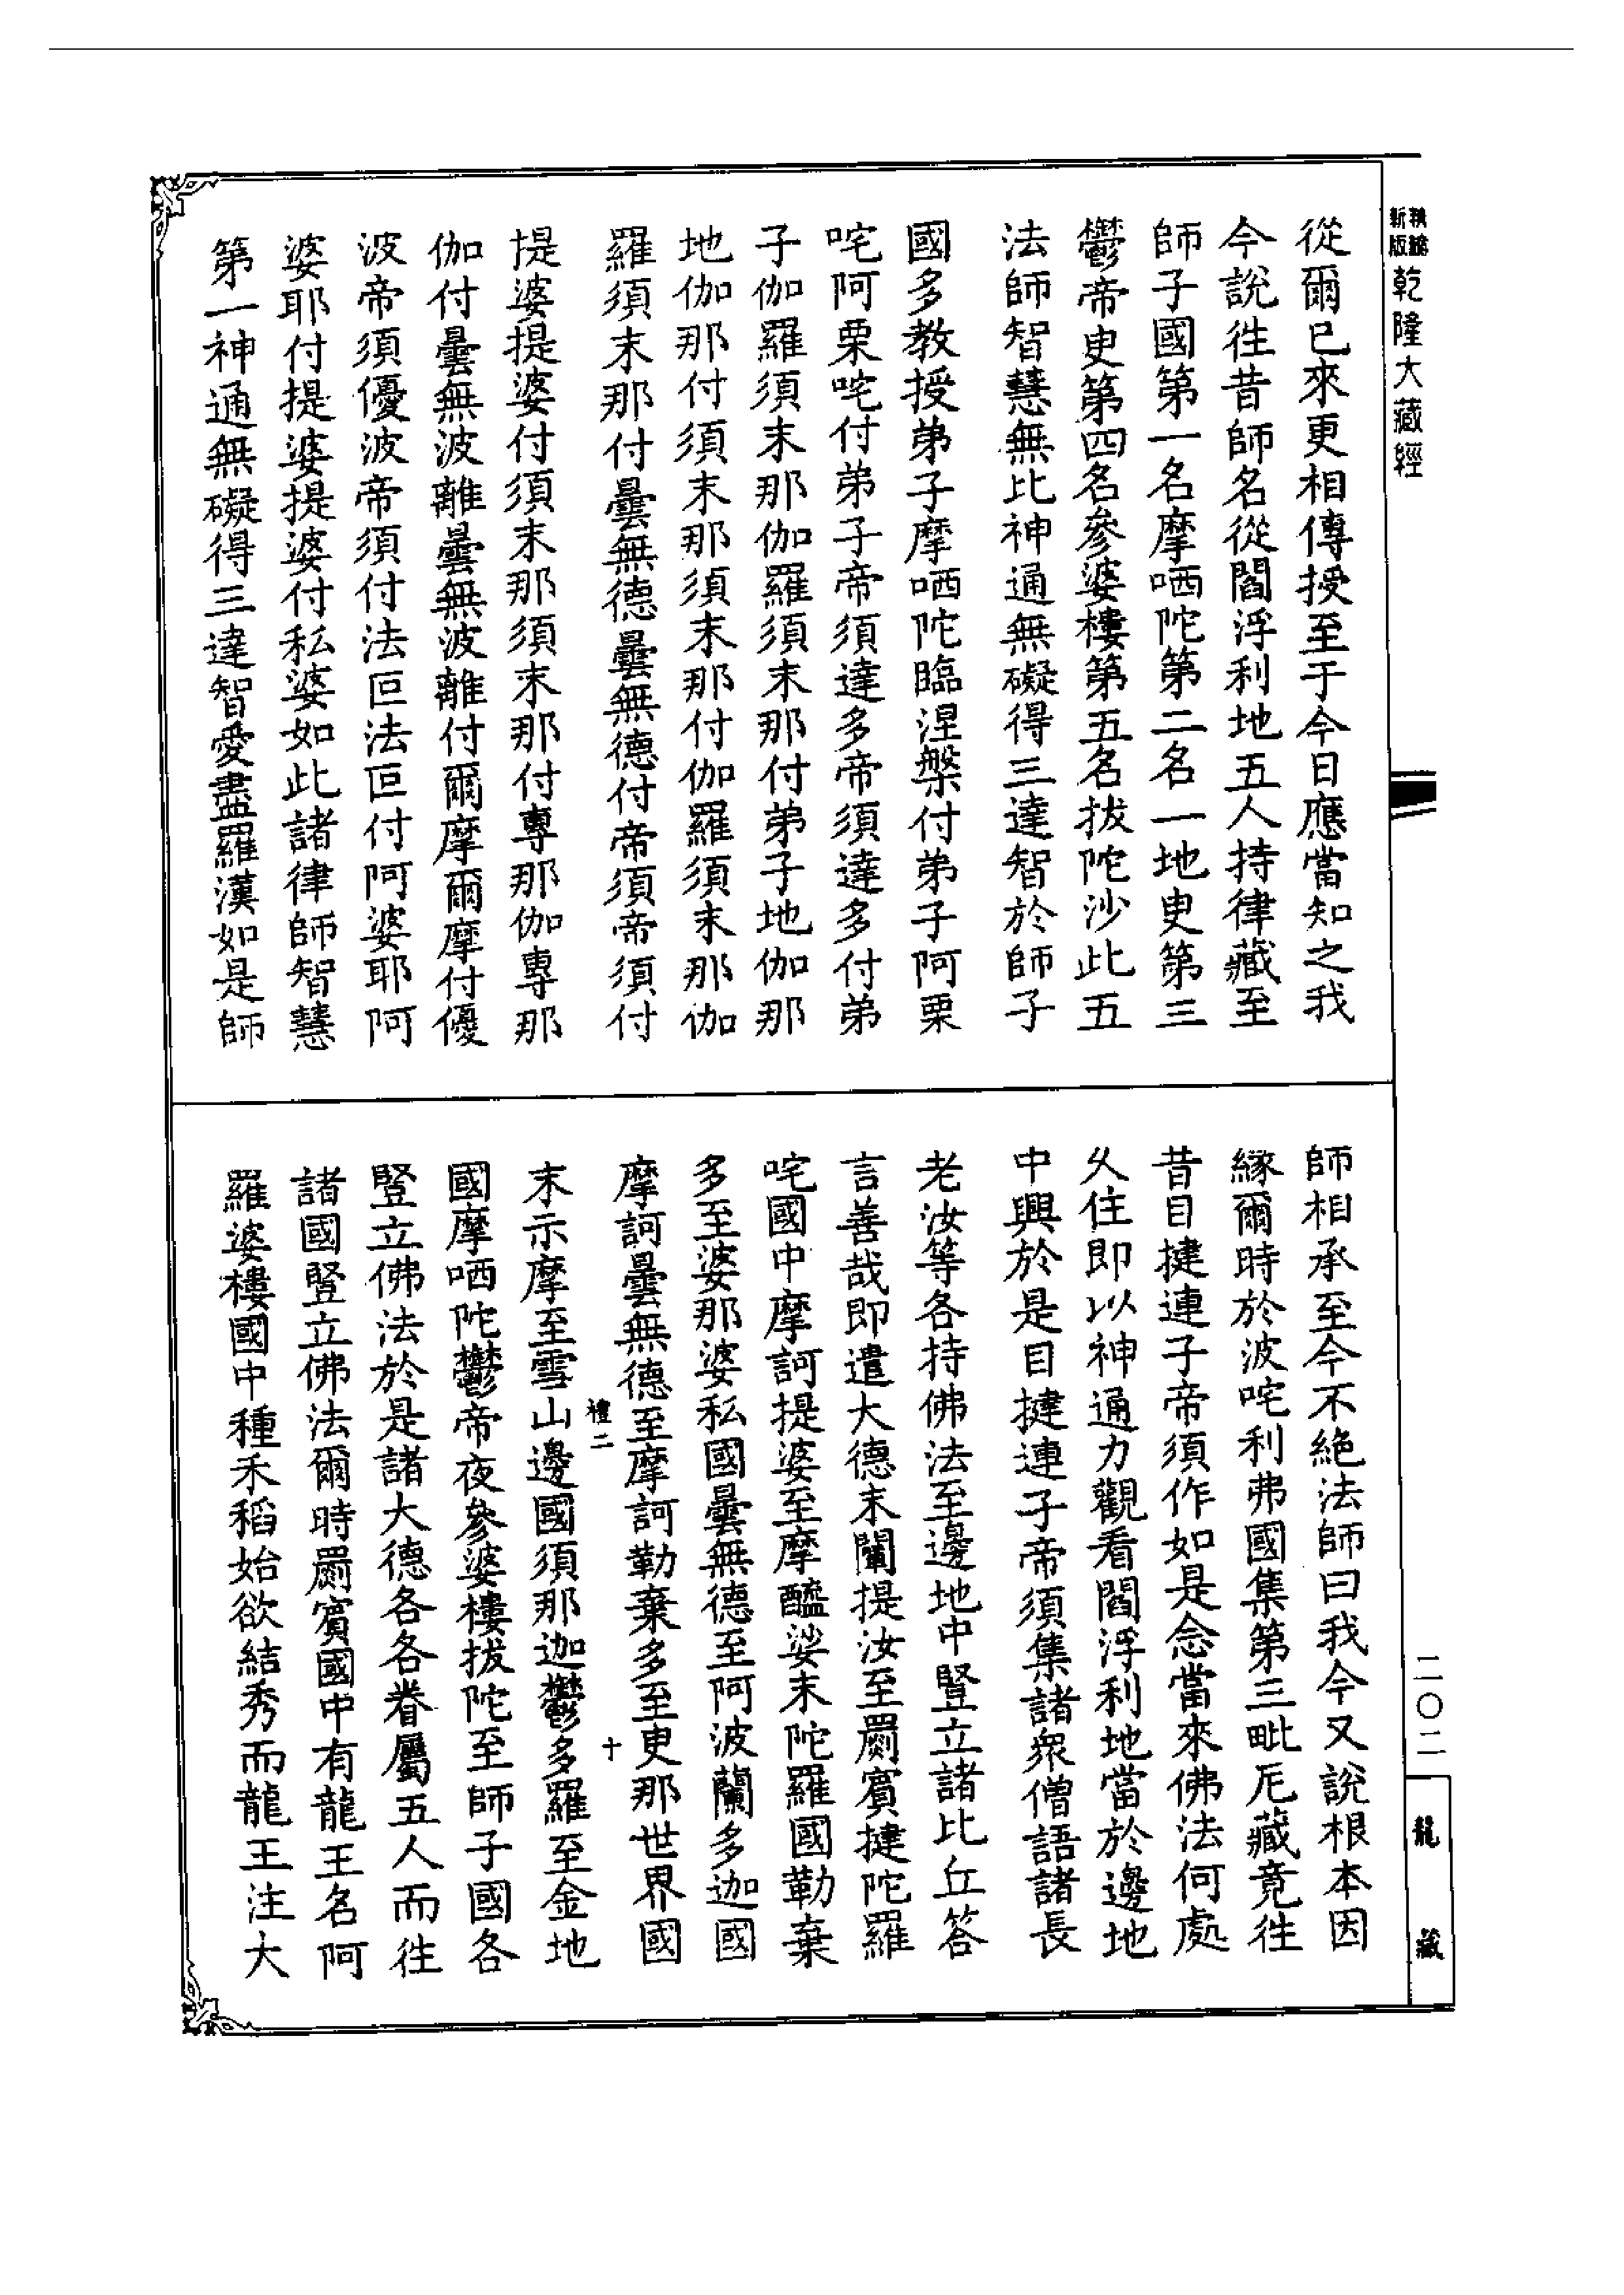 新版
乾隆大藏經
從爾已來更相傳授至于今日應當知之我
今說徃昔師名從閻浮利地五人持律藏至
師子國第一名摩哂陀第二名一地㕝第三
鬱帝㕝第四名參婆樓第五名拔陀沙此五
法師智慧無比神通無礙得三達智於師子
國多教授弟子摩哂陀臨涅槃付弟子阿栗
咤阿栗咤付弟子帝須達多帝須達多付弟
子伽羅須末那伽羅須末那付弟子地伽那
地伽那付須末那須末那付伽羅須末那伽
羅須末那付曇無德曇無德付帝須帝須付
提婆提婆付須末那須末那付專那伽專那
伽付曇無波離曇無波離付爾摩爾摩付優
波帝須優波帝須付法叵法叵付阿婆耶阿
婆耶付提婆提婆付私婆如此諸律師智慧
第一神通無礙得三達智愛盡羅漢如是師
師相承至今不絶法師曰我今又說根本因
緣爾時於波咤利弗國集第三毗尼藏竟徃
昔目揵連子帝須作如是念當來佛法何處
久住即以神通力觀看閻浮利地當於邊地
中興於是目揵連子帝須集諸衆僧語諸長
老汝等各持佛法至邊地中豎立諸比丘答
言善哉即遣大德末闡提汝至罽賓揵陀羅
咤國中摩訶提婆至摩醯娑末陀羅國勒棄
多至婆那婆私國曇無德至阿波蘭多迦國
摩訶曇無德至摩訶勒棄多至㕝那世界國
禮二 十
末示摩至雪山邊國須那迦鬱多羅至金地
國摩哂陀鬱帝夜參婆樓拔陀至師子國各
豎立佛法於是諸大德各各眷屬五人而徃
諸國豎立佛法爾時罽賓國中有龍王名阿
羅婆樓國中種禾稻始欲結秀而龍王注大
二〇二
龍藏